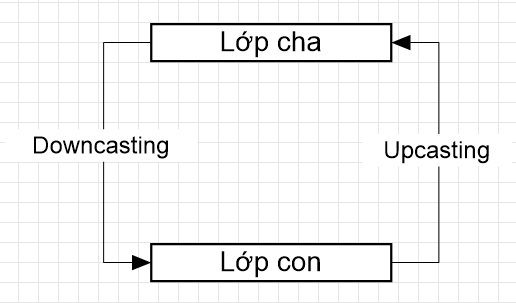 Lớp cha
Downcasting
Upcasting
Lớp con